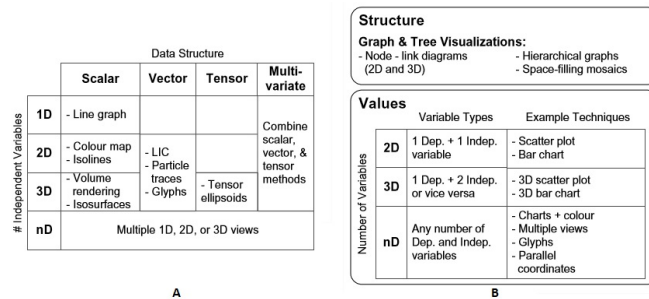 Data Structure
Scalar
Vector
Tensor
Multi-
variate
# Independent Variables
1D
- Line graph
Combine
scalar,
vector, &
tensor
methods
2D
- Colour map
- Isolines
- LIC
- Particle
traces
- Glyphs
3D
- Volume
rendering
- Isosurfaces
- Tensor
ellipsoids
nD
Multiple 1D, 2D, or 3D views
A
Structure
Graph & Tree Visualizations:
- Node - link diagrams
(2D and 3D)
- Hierarchical graphs
- Space-filling mosaics
Values
Variable Types
Example Techniques
Number of Variables
2D
1 Dep. + 1 Indep.
variable
- Scatter plot
- Bar chart
3D
1 Dep. + 2 Indep.
or vice versa
- 3D scatter plot
- 3D bar chart
nD
Any number of
Dep. and Indep.
variables
- Charts + colour
- Multiple views
- Glyphs
- Parallel
coordinates
B